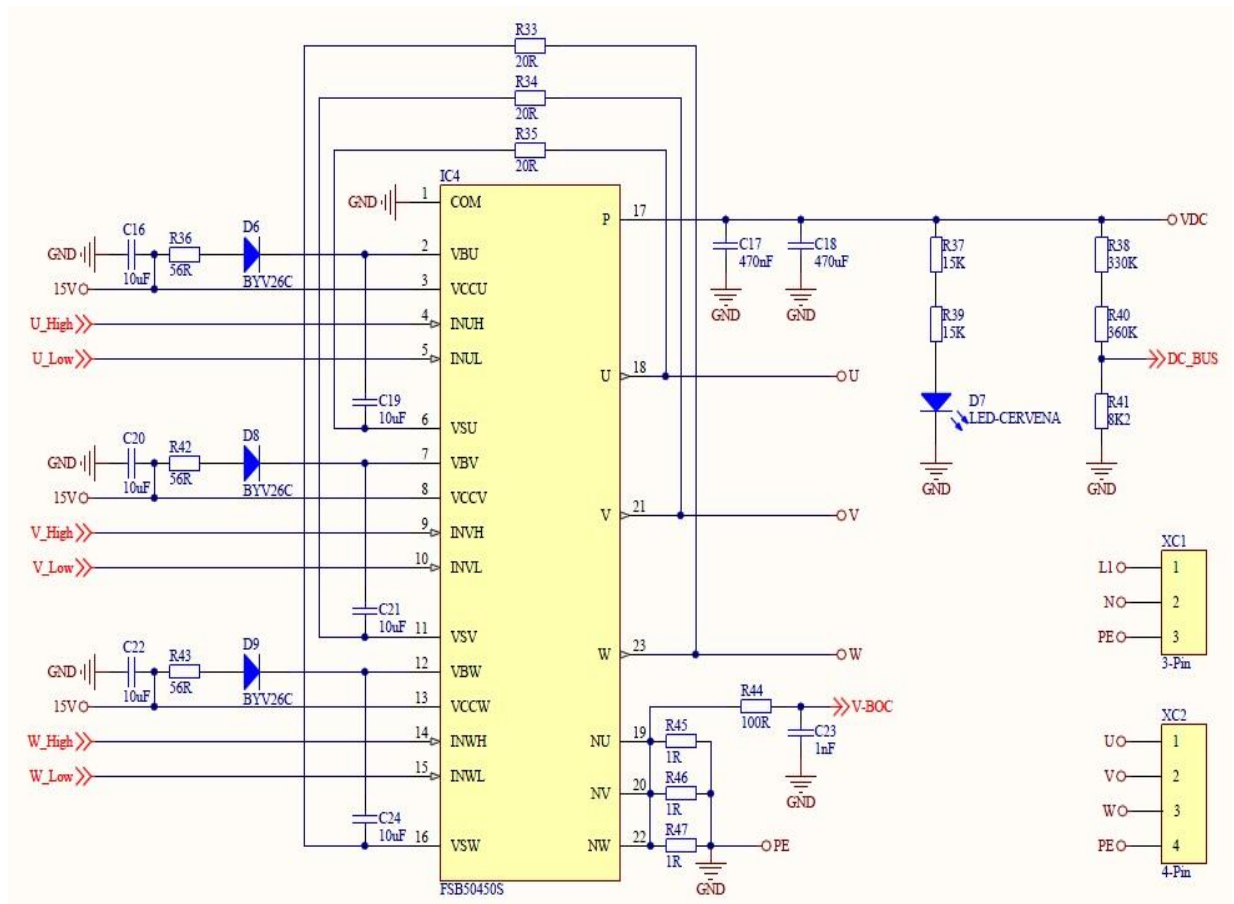 R33
20R
R34
20R
R35
20R
IC4
GND 1 COM
P 17 VDC
C16
10uF
R36
56R
D6
BYV26C
GND
2 VBU
15V
3 VCCU
U_High
4 INUH
U_Low
5 INUL
C19
10uF
6 VSU
C20
10uF
R42
56R
D8
BYV26C
GND
7 VBV
15V
8 VCCV
V_High
9 INVH
V_Low
10 INVL
C21
10uF
11 VSV
C22
10uF
R43
56R
D9
BYV26C
GND
12 VBW
15V
13 VCCW
W_High
14 INWH
W_Low
15 INWL
C24
10uF
16 VSW
FSB50450S
C17
470nF
GND
C18
470uF
GND
R37
15K
R39
15K
D7
LED-CERVENA
GND
R38
330K
R40
360K
DC_BUS
R41
8K2
GND
U 18 U
V 21 V
W 23 W
R44
100R
V-BOC
C23
1nF
GND
NU 19
R45
1R
NV 20
R46
1R
NW 22
R47
1R
PE
GND
XC1
L1 1
N 2
PE 3
3-Pin
XC2
U 1
V 2
W 3
PE 4
4-Pin